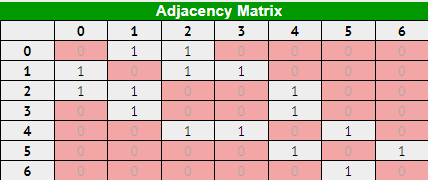 Adjacency Matrix
0 1 2 3 4 5 6
0 0 1 1 0 0 0 0
1 1 0 1 1 0 0 0
2 1 1 0 0 1 0 0
3 0 1 0 0 1 0 0
4 0 0 1 1 0 1 0
5 0 0 0 0 1 0 1
6 0 0 0 0 0 1 0